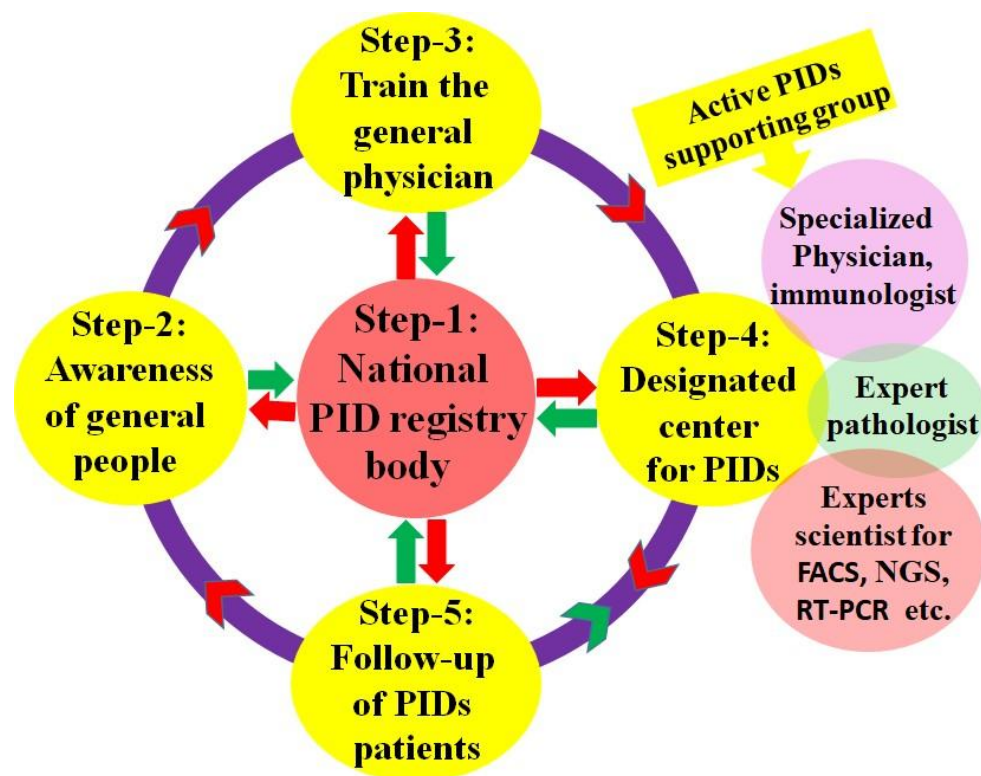 Step-3:
Train the
general
physician
Active PIDs
supporting group
Specialized
Physician,
immunologist
Step-2:
Awareness
of general
people
Step-1:
National
PID registry
body
Step-4:
Designated
center
for PIDs
Expert
pathologist
Experts
scientist for
FACS, NGS,
RT-PCR etc.
Step-5:
Follow-up
of PIDs
patients